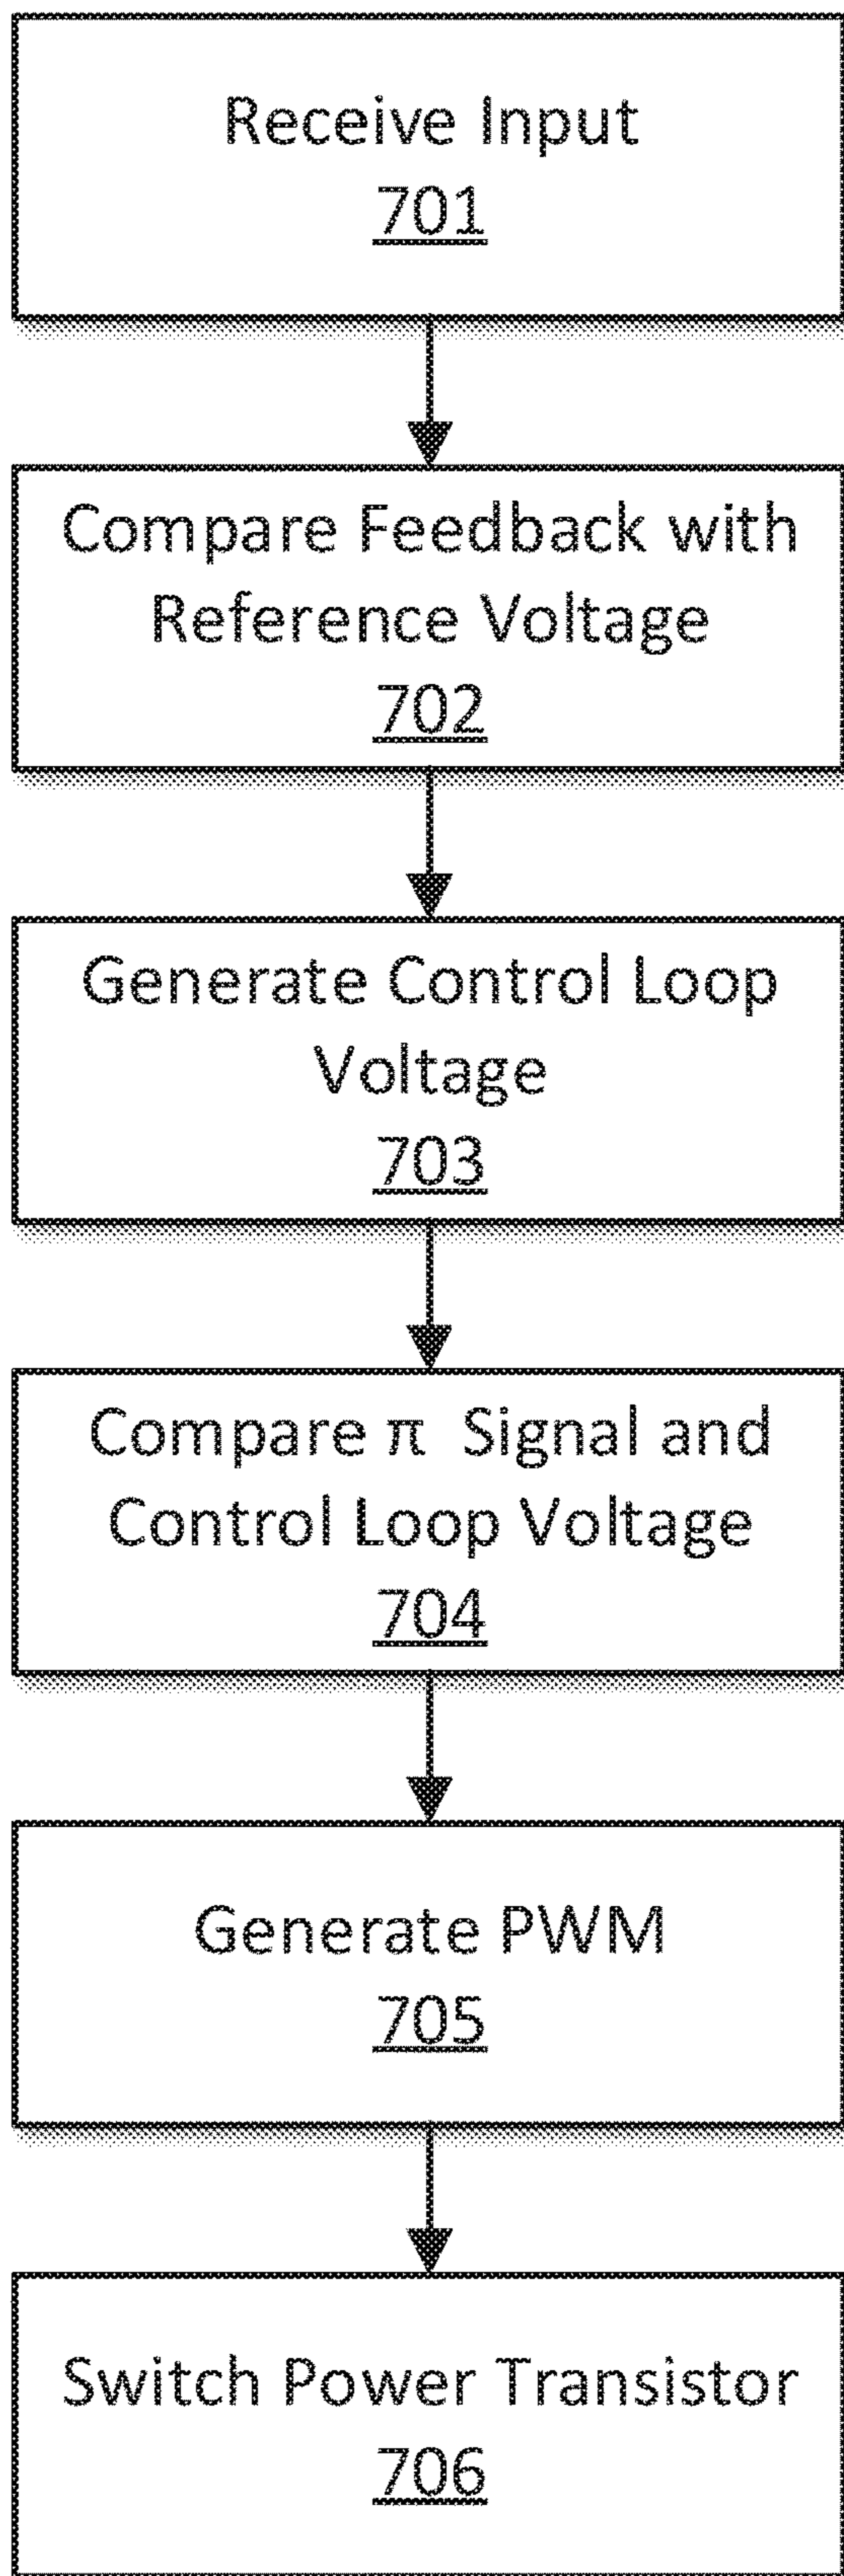 Receive Input
701
Compare Feedback with
Reference Voltage
702
Generate Control Loop
Voltage
703
Compare π Signal and
Control Loop Voltage
704
Generate PWM
705
Switch Power Transistor
706